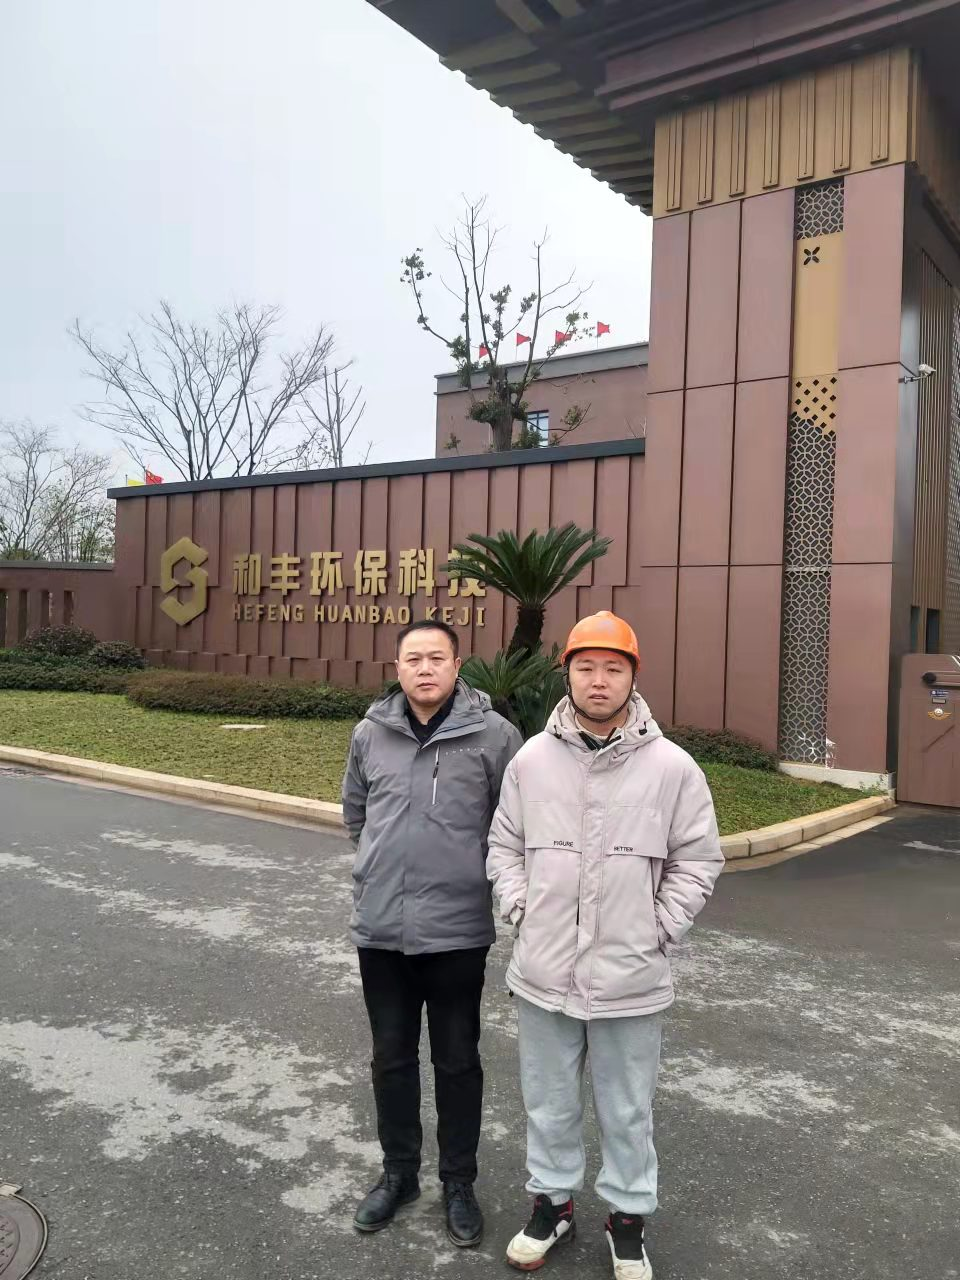 和丰环保科技
HEFENG HUANBAO KEJI
FIGURE BETTER